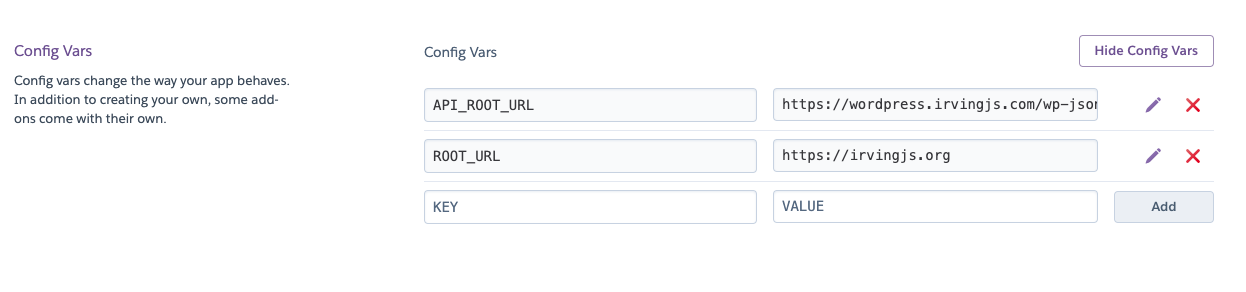 Config Vars
Config vars change the way your app behaves.
In addition to creating your own, some add-
ons come with their own.
Config Vars
Hide Config Vars
API_ROOT_URL
https://wordpress.irvingjs.com/wp-json
ROOT_URL
https://irvingjs.org
KEY
VALUE
Add